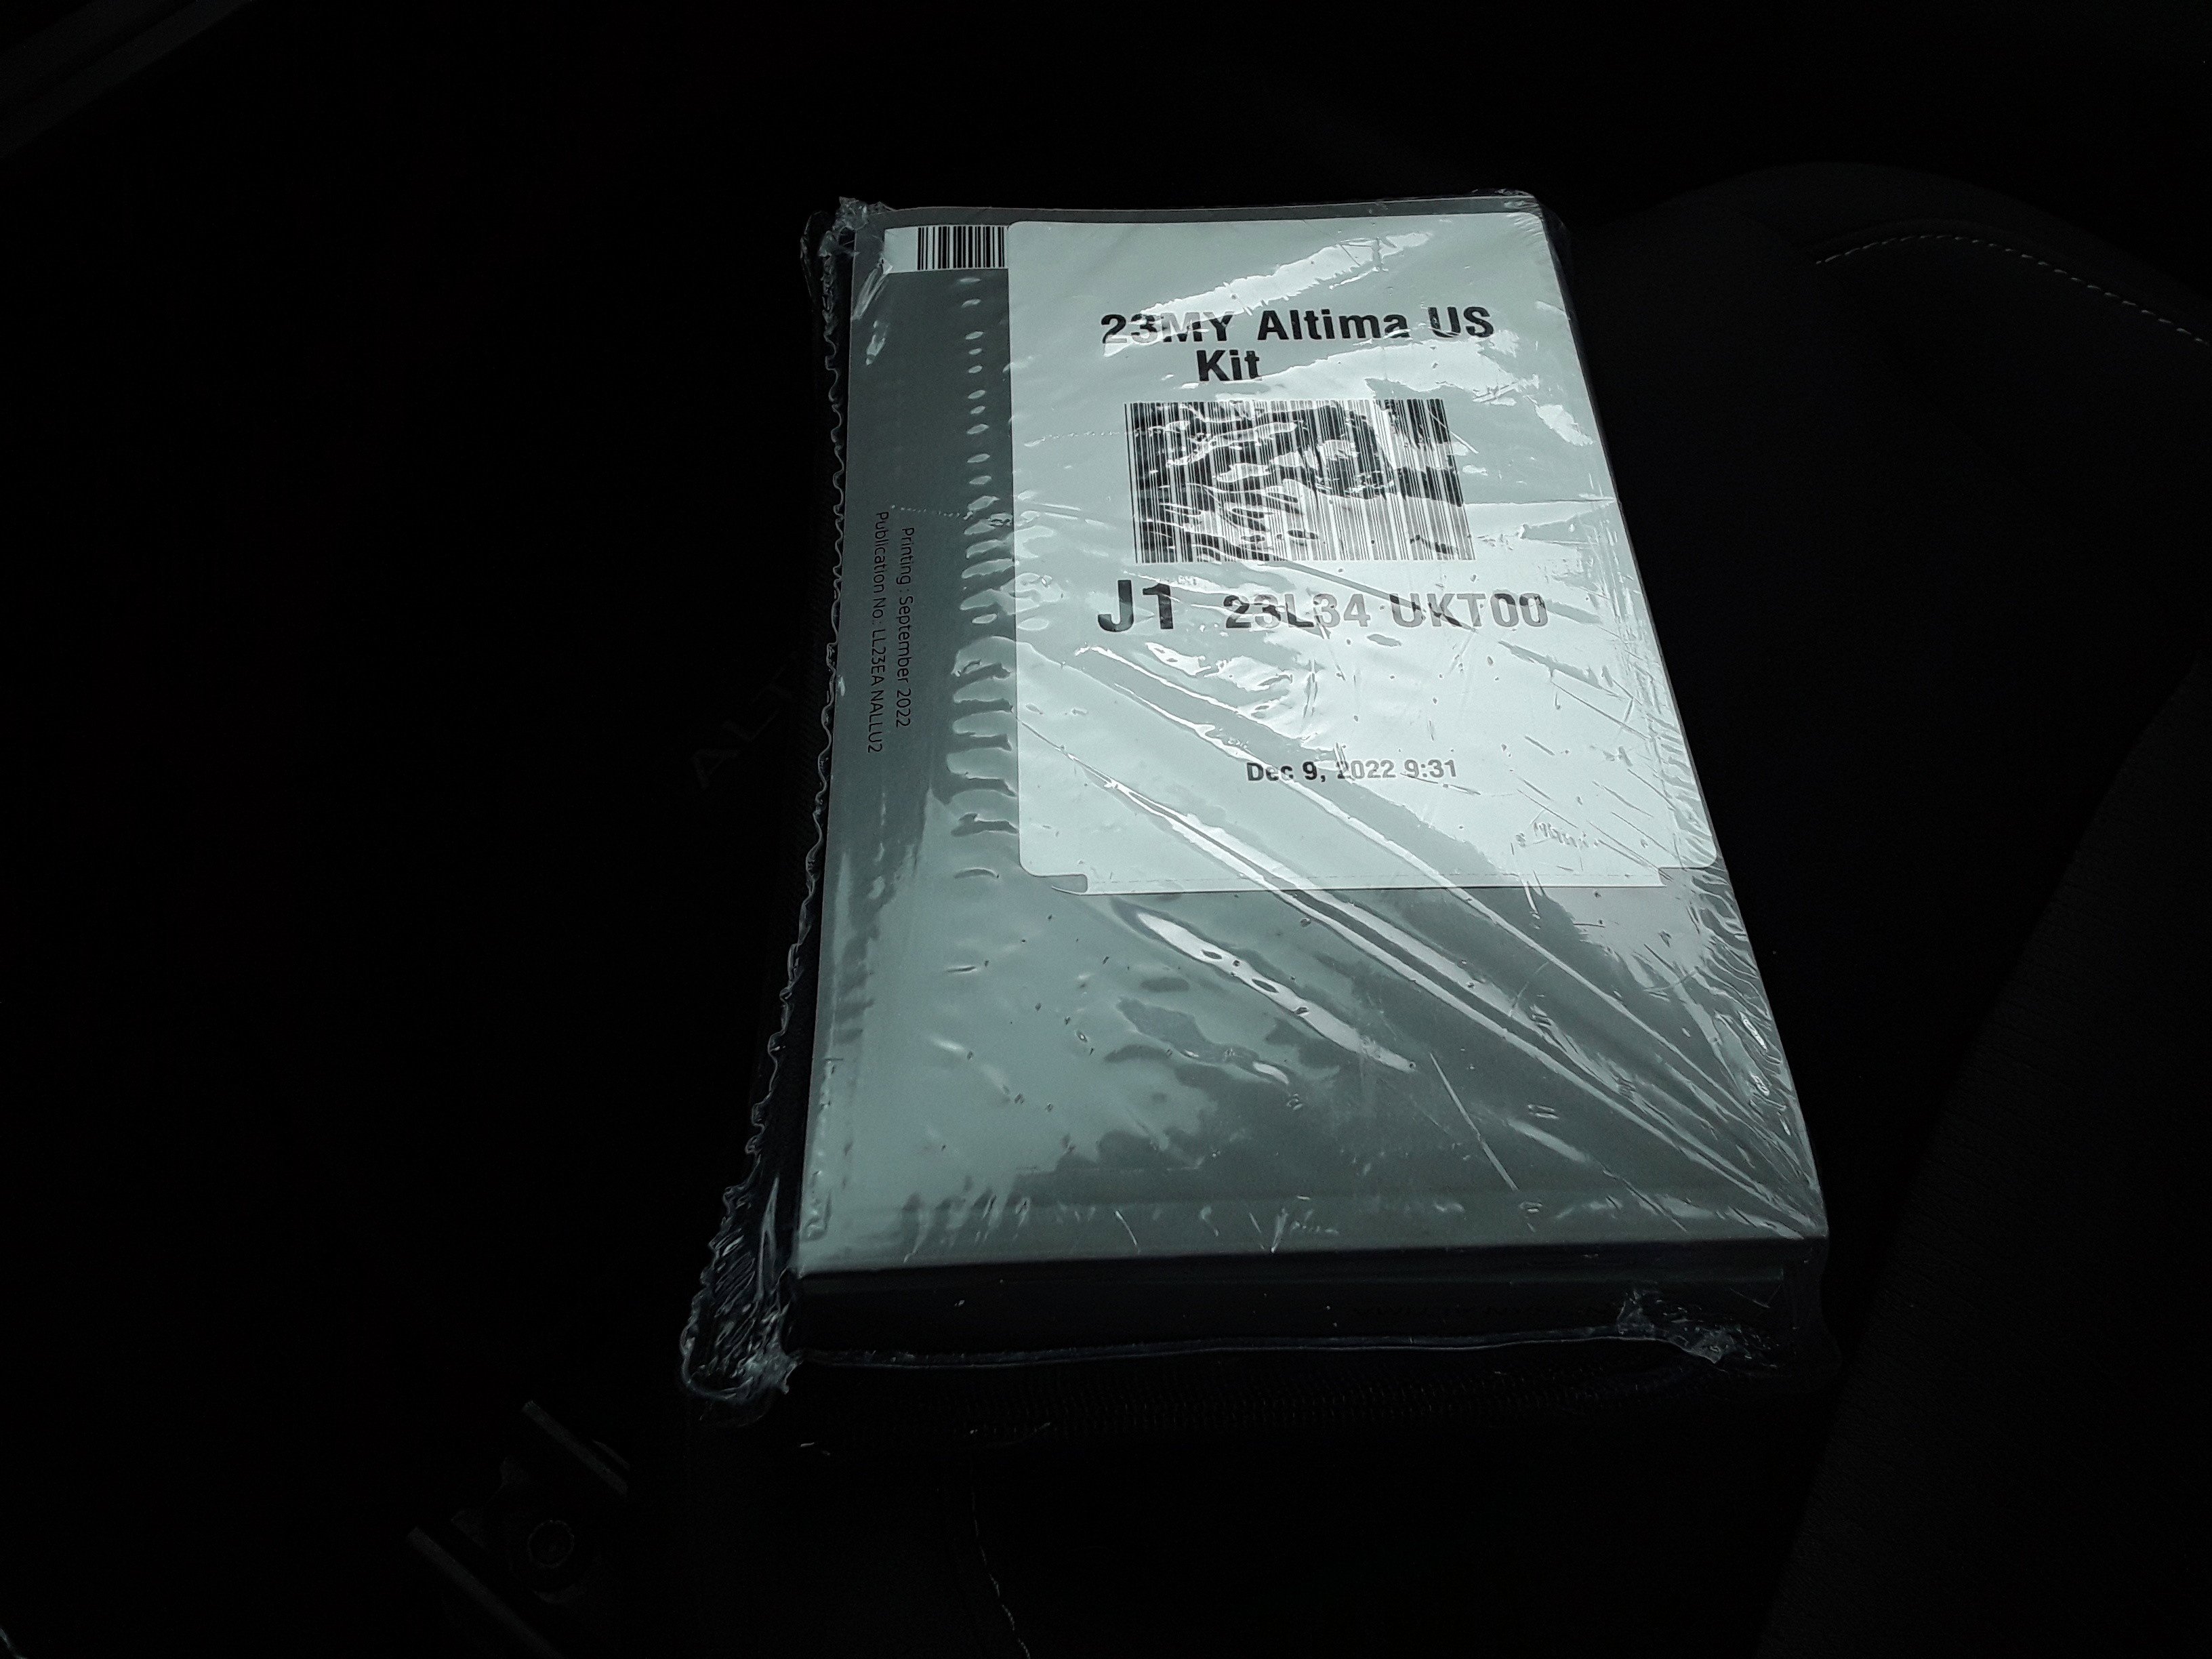 23MY Altima US
Kit
J1 23L34 UKT00
Dec 9, 2022 9:31
Printing : September 2022
Publication No.: LL23EA NALLU2